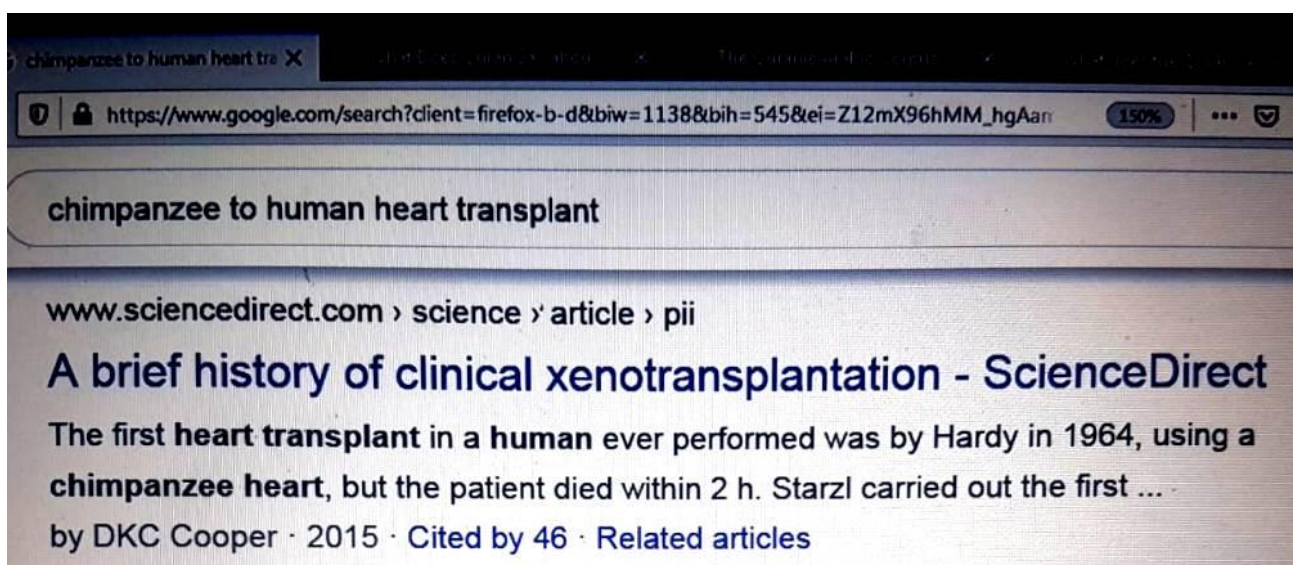 chimpanzee to human heart tra
https://www.google.com/search?client=firefox-b-d&biw=1138&bih=545&ei=Z12mX96hMM_hgAan
150%
chimpanzee to human heart transplant
www.sciencedirect.com › science › article › pii
A brief history of clinical xenotransplantation - ScienceDirect
The first heart transplant in a human ever performed was by Hardy in 1964, using a
chimpanzee heart, but the patient died within 2 h. Starzl carried out the first ...
by DKC Cooper · 2015 · Cited by 46 · Related articles